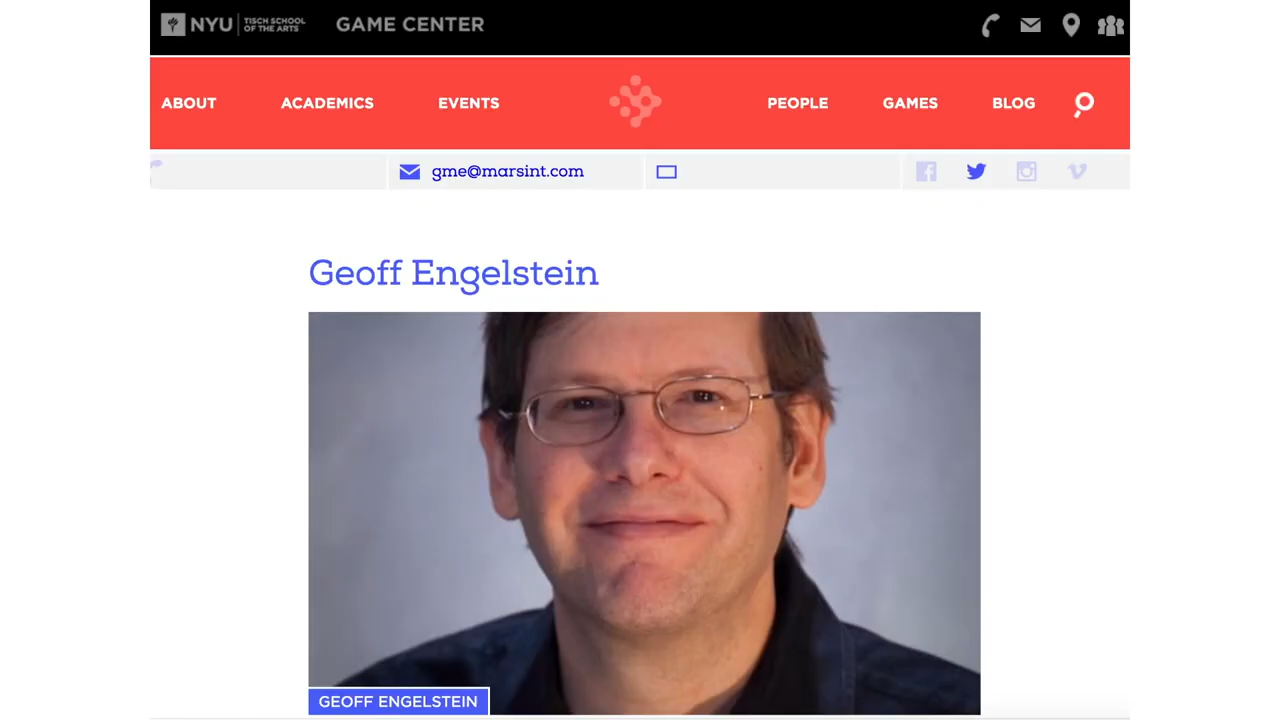 NYU TISCH SCHOOL OF THE ARTS GAME CENTER
ABOUT ACADEMICS EVENTS PEOPLE GAMES BLOG
gme@marsint.com
Geoff Engelstein
GEOFF ENGELSTEIN